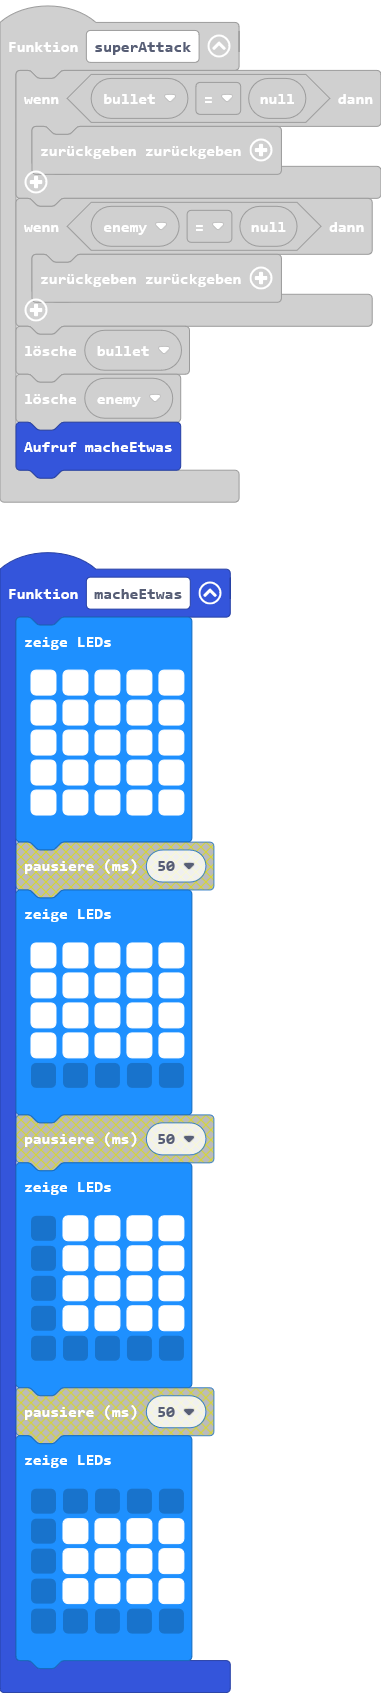 Funktion superAttack
wenn bullet = null dann
zurückgeben zurückgeben
wenn enemy = null dann
zurückgeben zurückgeben
lösche bullet
lösche enemy
Aufruf macheEtwas
Funktion macheEtwas
zeige LEDs
pausiere (ms) 50
zeige LEDs
pausiere (ms) 50
zeige LEDs
pausiere (ms) 50
zeige LEDs